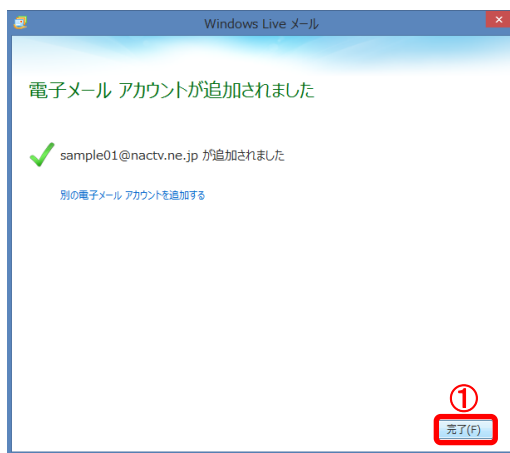 Windows Live メール
電子メール アカウントが追加されました
sample01@nactv.ne.jp が追加されました
別の電子メール アカウントを追加する
①
完了(F)